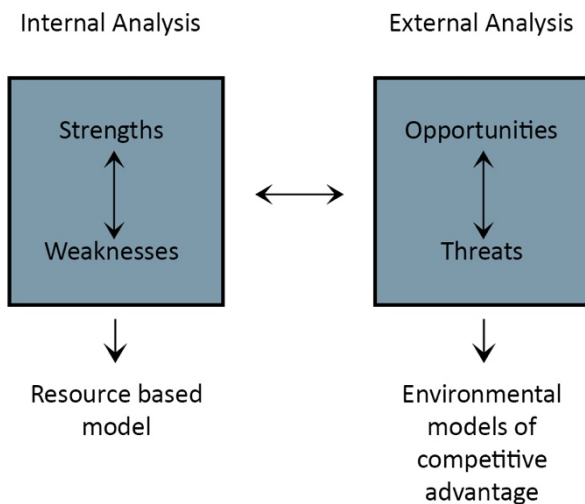 Internal Analysis
External Analysis
Strengths
Opportunities
Weaknesses
Threats
Resource based
model
Environmental
models of
competitive
advantage